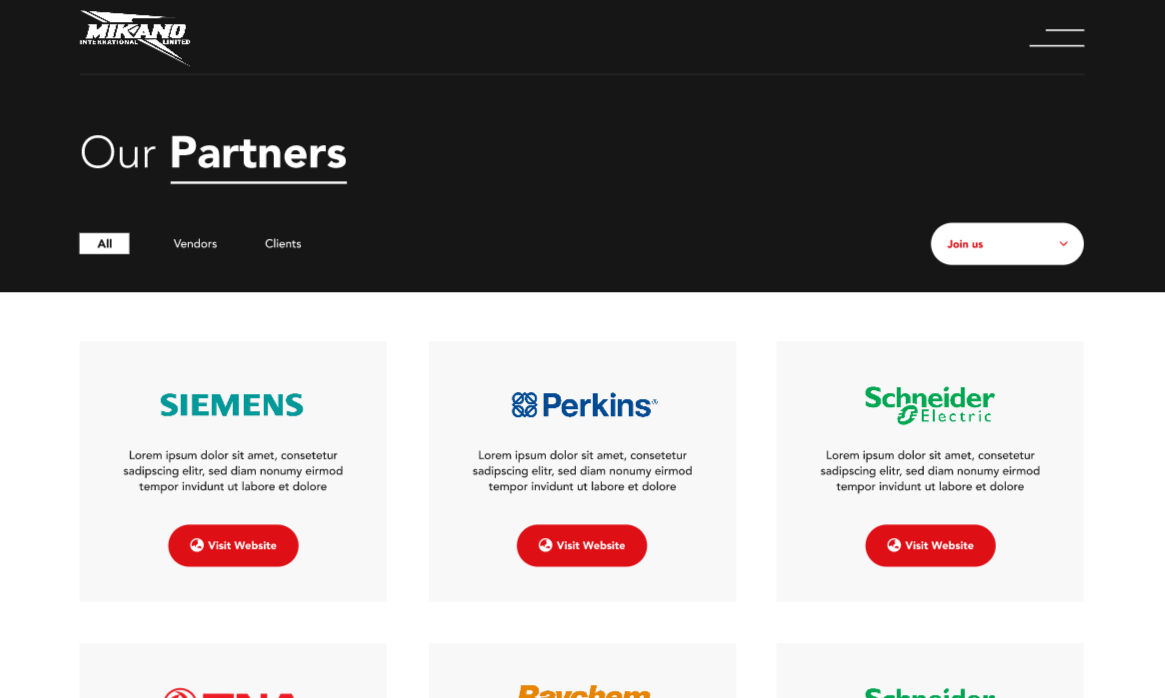 MIKANO
INTERNATIONAL LIMITED
Our Partners
All Vendors Clients Join us
SIEMENS Perkins® Schneider
Electric
Lorem ipsum dolor sit amet, consetetur
sadipscing elitr, sed diam nonumy eirmod
tempor invidunt ut labore et dolore
Lorem ipsum dolor sit amet, consetetur
sadipscing elitr, sed diam nonumy eirmod
tempor invidunt ut labore et dolore
Lorem ipsum dolor sit amet, consetetur
sadipscing elitr, sed diam nonumy eirmod
tempor invidunt ut labore et dolore
Visit Website Visit Website Visit Website
Raychem Schneider